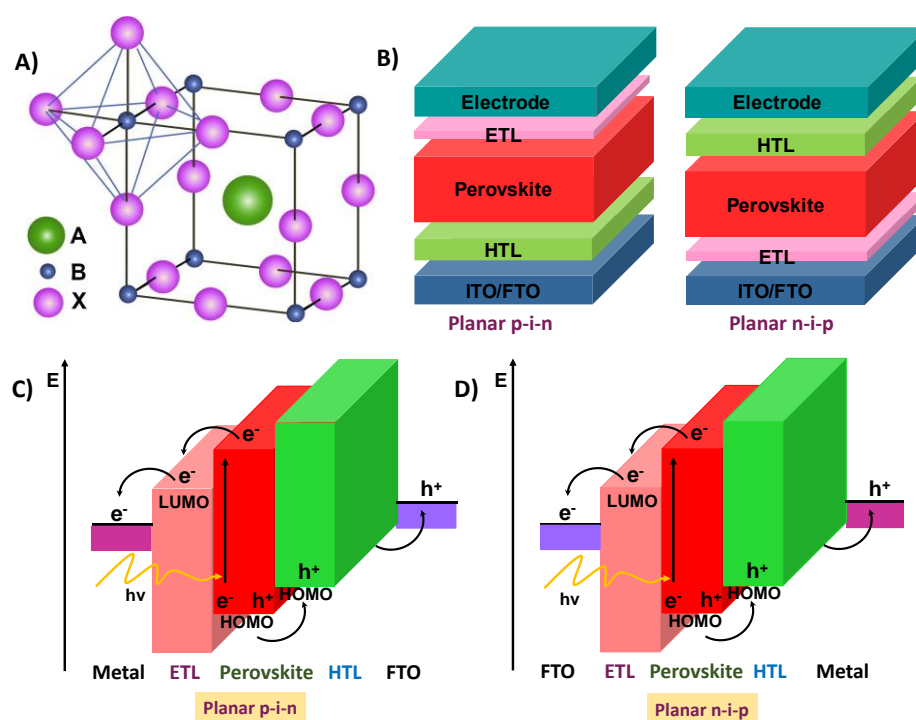 A)
A
B
X
B)
Electrode
ETL
Perovskite
HTL
ITO/FTO
Planar p-i-n
Electrode
HTL
Perovskite
ETL
ITO/FTO
Planar n-i-p
C)
E
e-
e-
LUMO
e-
h+
hv
e- h+
HOMO
h+
HOMO
Metal ETL Perovskite HTL FTO
Planar p-i-n
D)
E
e-
e-
LUMO
e-
h+
hv
e- h+
HOMO
h+
HOMO
FTO ETL Perovskite HTL Metal
Planar n-i-p